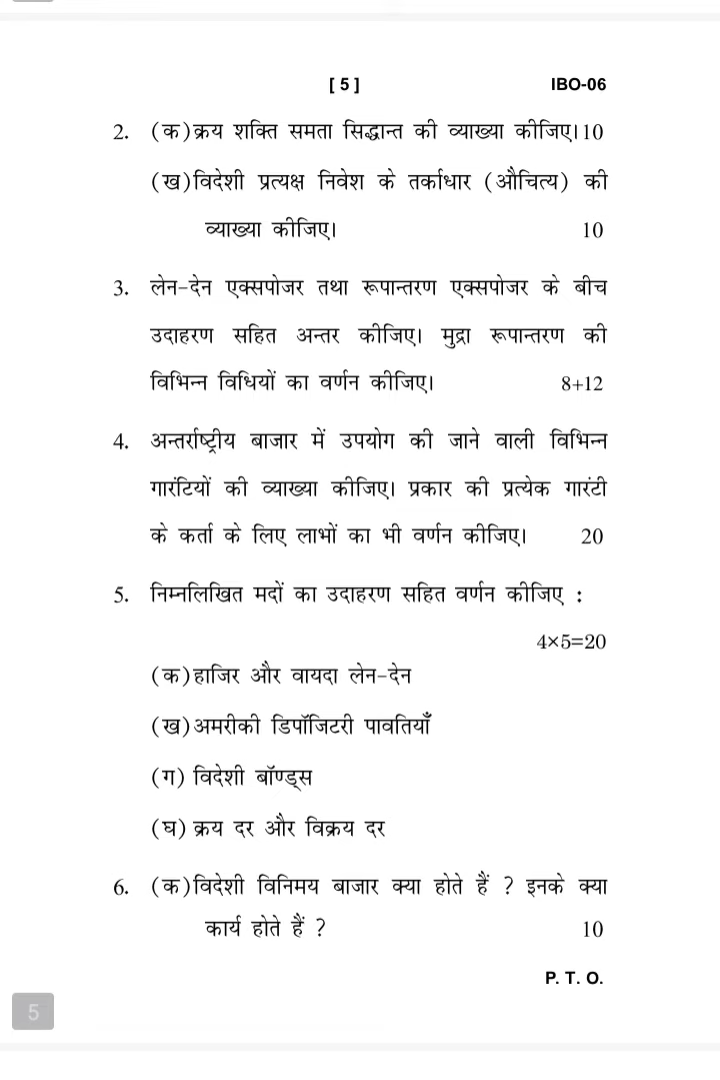 [ 5 ] IBO-06
2. (क) क्रय शक्ति समता सिद्धान्त की व्याख्या कीजिए। 10
(ख) विदेशी प्रत्यक्ष निवेश के तर्काधार (औचित्य) की
व्याख्या कीजिए। 10
3. लेन-देन एक्सपोजर तथा रूपान्तरण एक्सपोजर के बीच
उदाहरण सहित अन्तर कीजिए। मुद्रा रूपान्तरण की
विभिन्न विधियों का वर्णन कीजिए। 8+12
4. अन्तर्राष्ट्रीय बाजार में उपयोग की जाने वाली विभिन्न
गारंटियों की व्याख्या कीजिए। प्रकार की प्रत्येक गारंटी
के कर्ता के लिए लाभों का भी वर्णन कीजिए। 20
5. निम्नलिखित मदों का उदाहरण सहित वर्णन कीजिए :
4×5=20
(क) हाजिर और वायदा लेन-देन
(ख) अमरीकी डिपॉजिटरी पावतियाँ
(ग) विदेशी बॉण्ड्स
(घ) क्रय दर और विक्रय दर
6. (क) विदेशी विनिमय बाजार क्या होते हैं ? इनके क्या
कार्य होते हैं ? 10
P. T. O.
5